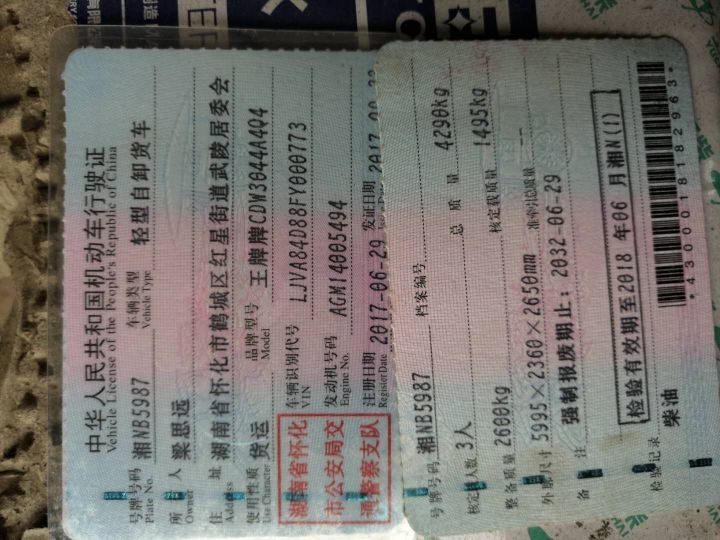 中华人民共和国机动车行驶证
Vehicle License of the People's Republic of China
号牌号码 湘NB5987 车辆类型 轻型自卸货车
Plate No. Vehicle Type
所有人 梁思远
Owner
住址 湖南省怀化市鹤城区红星街道武陵居委会
Address
使用性质 货运 品牌型号 王牌牌CDW3044A4Q4
Use Character Model
湖南省怀化
市公安局交
通警察支队
车辆识别代号 LJVA84D88FY000773
VIN
发动机号码 AGM14005494
Engine No.
注册日期 2017-06-29 发证日期
Register Date
号牌号码 湘NB5987 档案编号
核定载人数 3人 总质量 4290kg
整备质量 2600kg 核定载质量 1495kg
外廓尺寸 5995×2360×2650mm 准牵引总质量
备注 强制报废期止：2032-06-29
检验有效期至2018 年06 月湘N(1)
检验记录
柴油
*4300018182963*